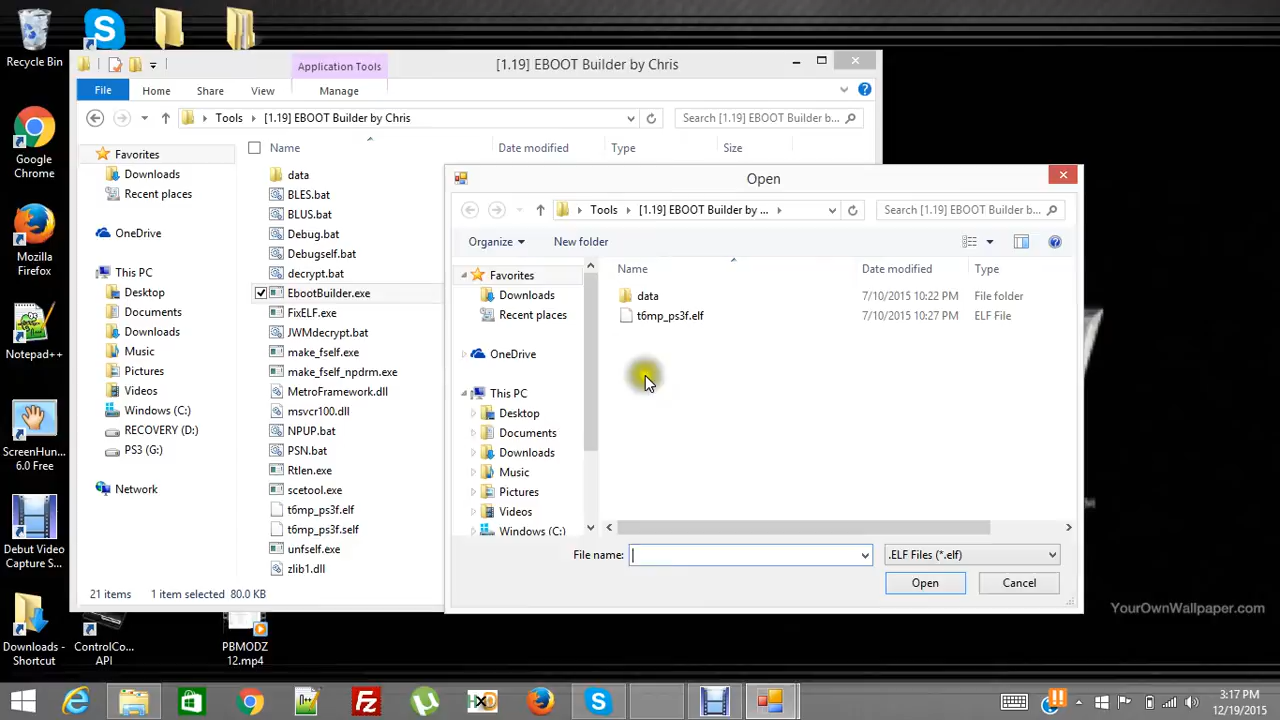 Recycle Bin
Google
Chrome
Mozilla
Firefox
Notepad++
ScreenHun...
6.0 Free
Debut Video
Capture S...
Downloads -
Shortcut
ControlCo...
API
PBMODZ
12.mp4
Application Tools
[1.19] EBOOT Builder by Chris
File
Home
Share
View
Manage
Tools
[1.19] EBOOT Builder by Chris
Search [1.19] EBOOT Builder b...
Favorites
Downloads
Recent places
OneDrive
This PC
Desktop
Documents
Downloads
Music
Pictures
Videos
Windows (C:)
RECOVERY (D:)
PS3 (G:)
Network
Name
Date modified
Type
Size
data
BLES.bat
BLUS.bat
Debug.bat
Debugself.bat
decrypt.bat
EbootBuilder.exe
FixELF.exe
JWMdecrypt.bat
make_fself.exe
make_fself_npdrm.exe
MetroFramework.dll
msvcr100.dll
NPUP.bat
PSN.bat
Rtlen.exe
scetool.exe
t6mp_ps3f.elf
t6mp_ps3f.self
unfself.exe
zlib1.dll
21 items
1 item selected 80.0 KB
Open
Tools
[1.19] EBOOT Builder by ...
Search [1.19] EBOOT Builder b...
Organize
New folder
Favorites
Downloads
Recent places
OneDrive
This PC
Desktop
Documents
Downloads
Music
Pictures
Videos
Windows (C:)
Name
Date modified
Type
data
7/10/2015 10:22 PM
File folder
t6mp_ps3f.elf
7/10/2015 10:27 PM
ELF File
File name:
.ELF Files (*.elf)
Open
Cancel
YourOwnWallpaper.com
3:17 PM
12/19/2015